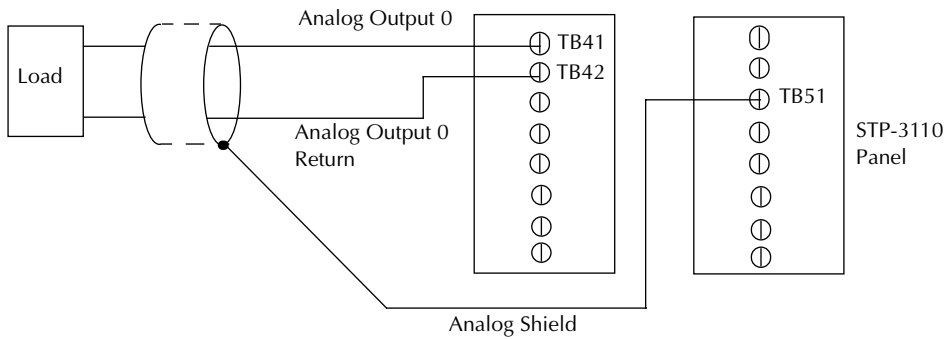 Analog Output 0
Load
TB41
TB42
TB51
Analog Output 0
Return
STP-3110
Panel
Analog Shield